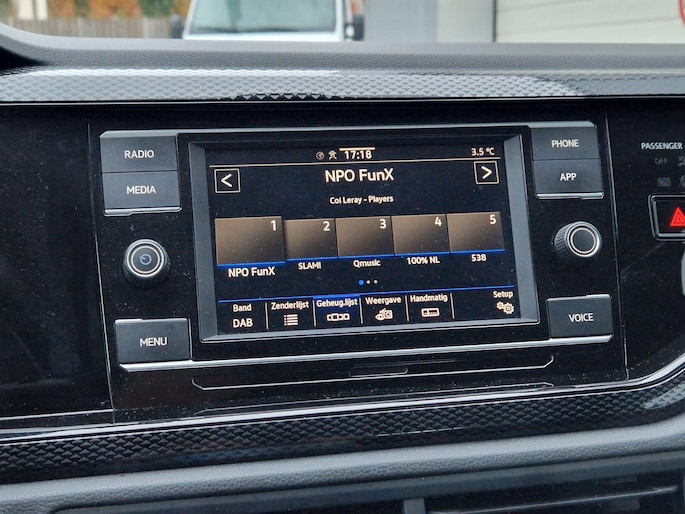 RADIO
MEDIA
MENU
17:18
3.5 °C
NPO FunX
Coi Leray - Players
<
>
1
2
3
4
5
NPO FunX
SLAM!
Qmusic
100% NL
538
Band
DAB
Zenderlijst
Geheug.lijst
Weergave
Handmatig
Setup
PHONE
APP
VOICE
PASSENGER
OFF